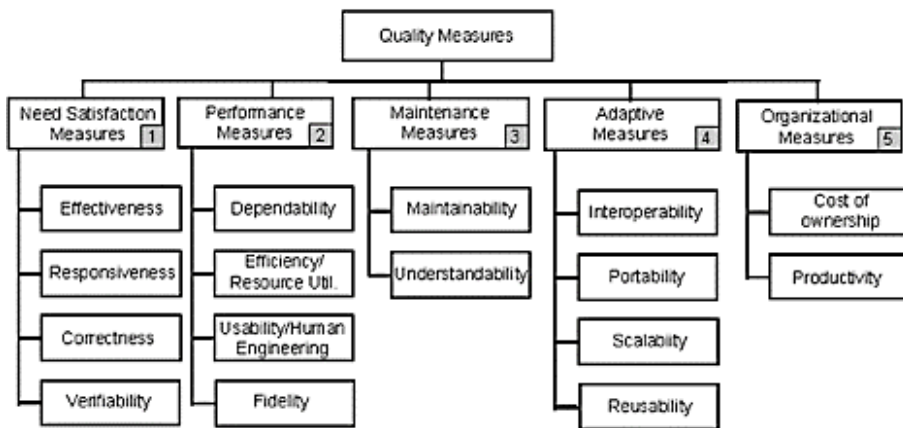 Quality Measures
Need Satisfaction
Measures
1
Performance
Measures
2
Maintenance
Measures
3
Adaptive
Measures
4
Organizational
Measures
5
Effectiveness
Responsiveness
Correctness
Verifiability
Dependability
Efficiency/
Resource Util.
Usability/Human
Engineering
Fidelity
Maintainability
Understandability
Interoperability
Portability
Scalabiity
Reusability
Cost of
ownership
Productivity